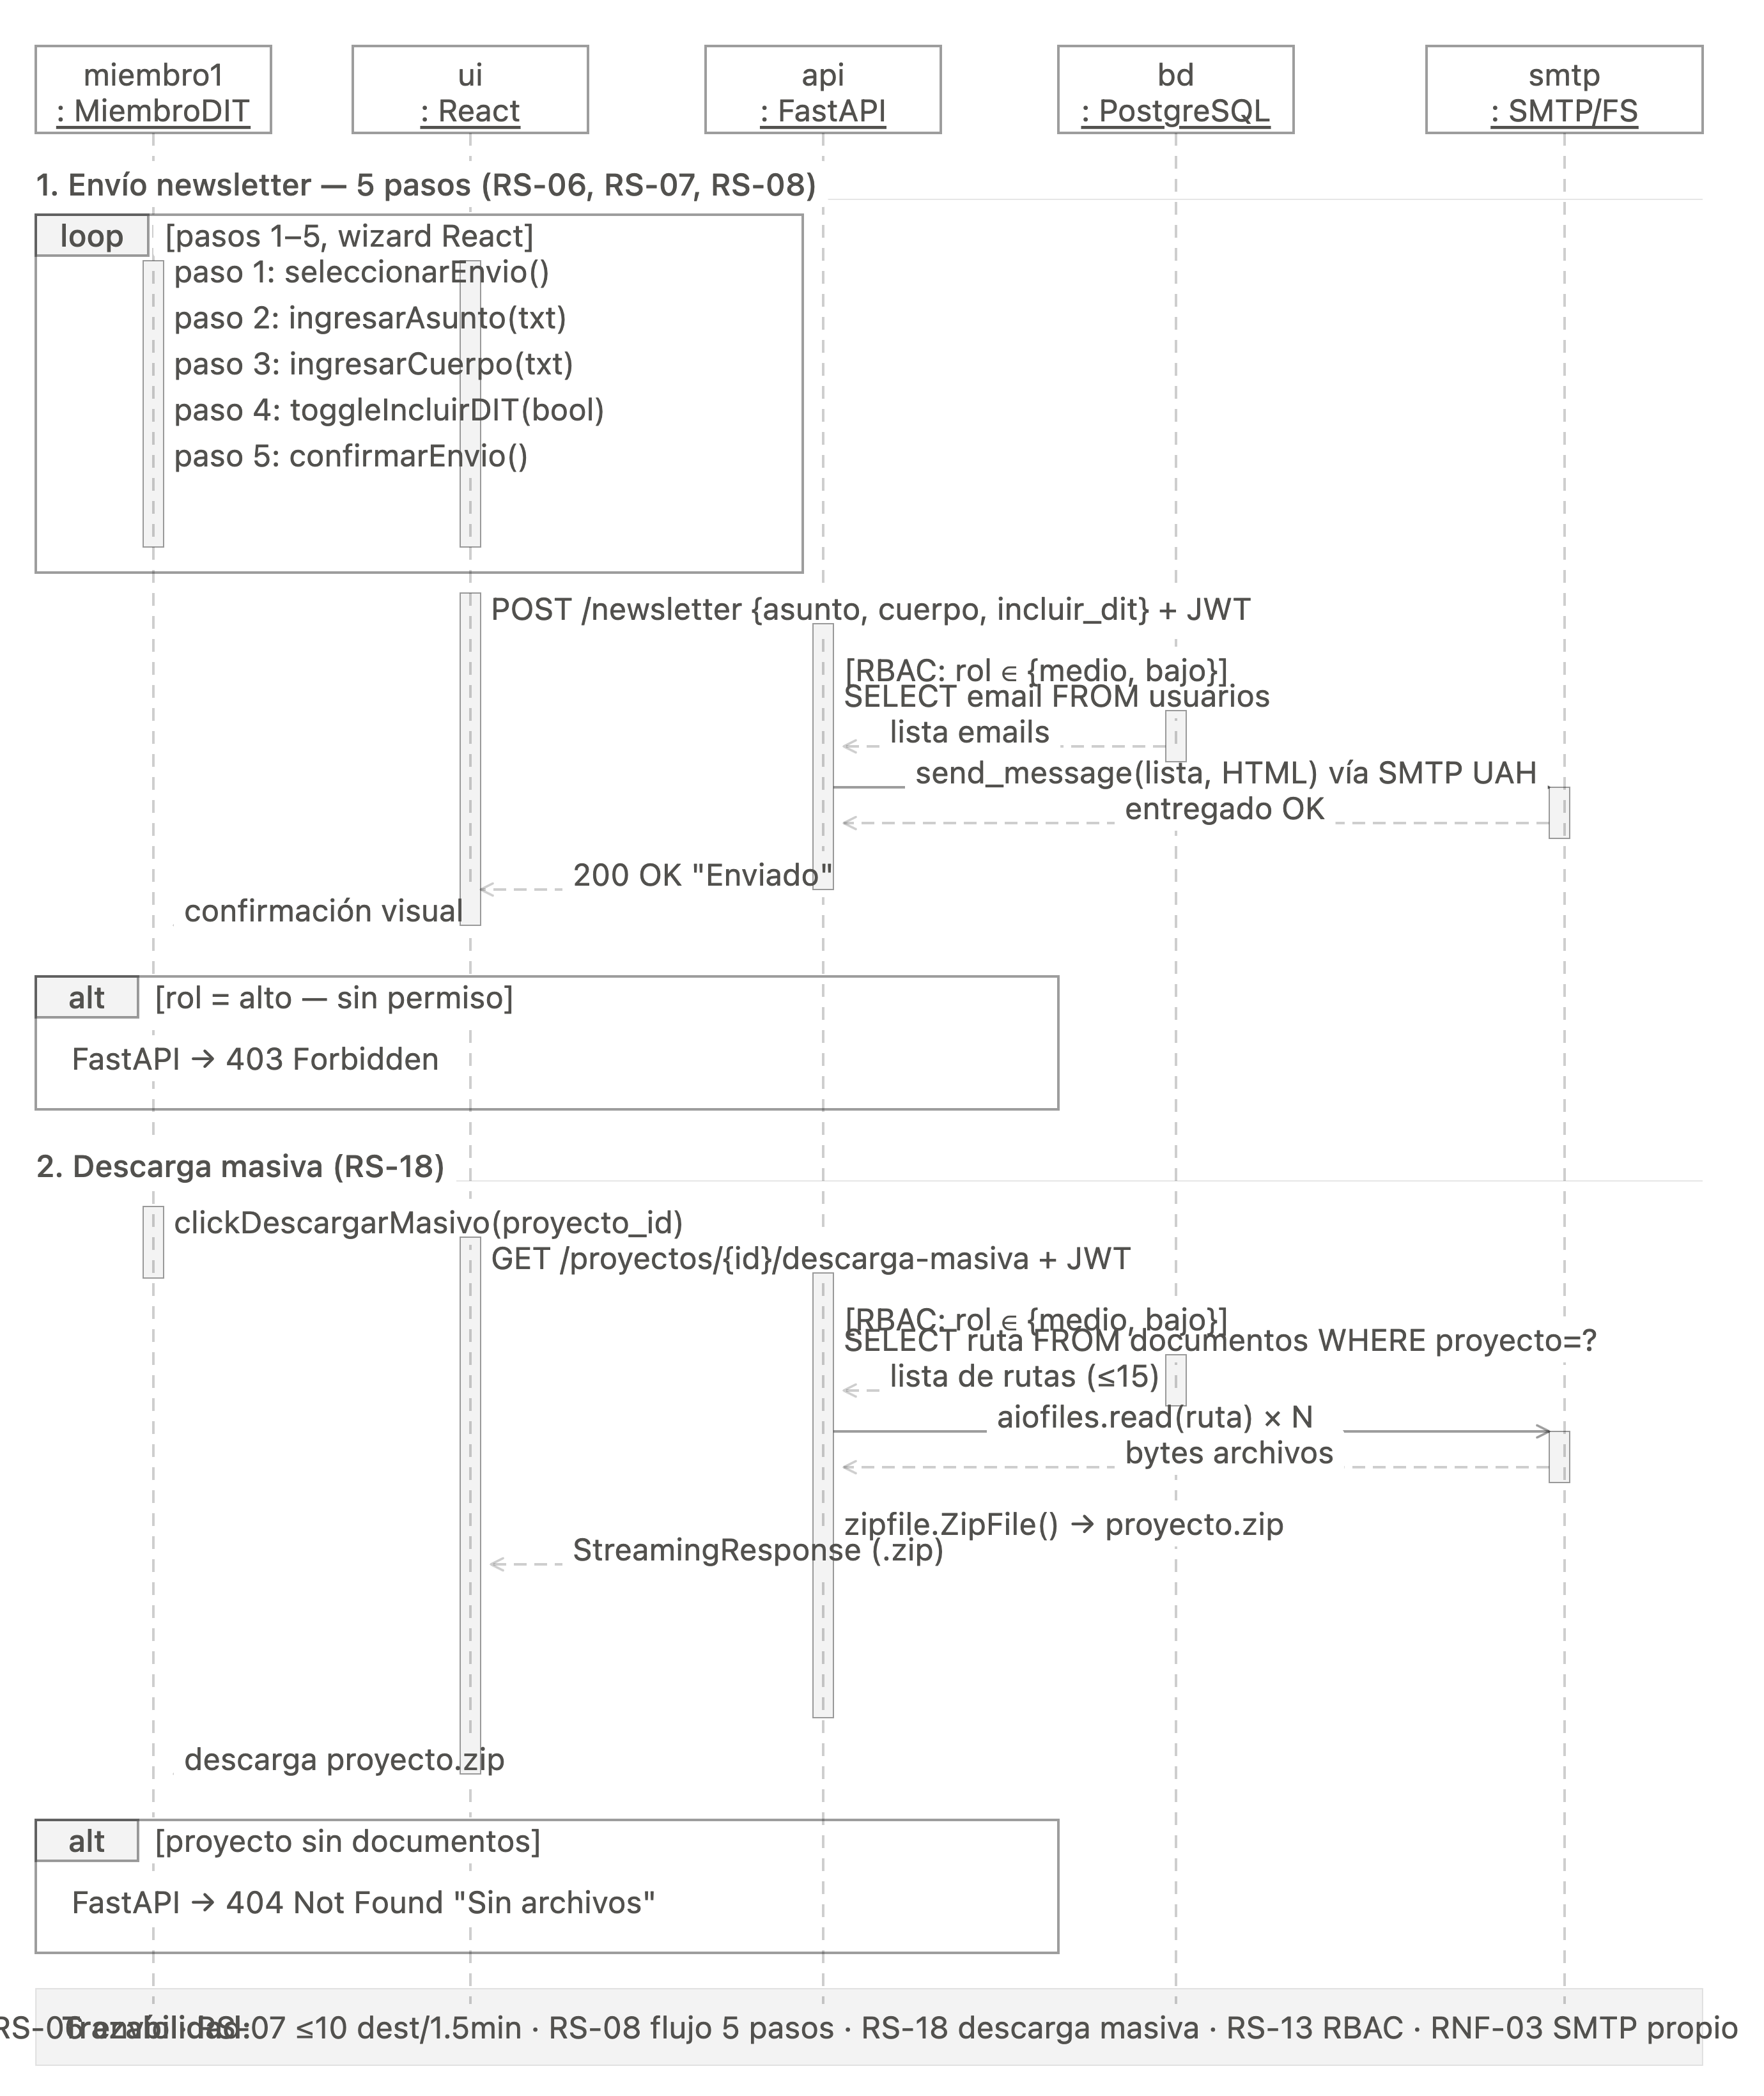 miembro1
: MiembroDIT
ui
: React
api
: FastAPI
bd
: PostgreSQL
smtp
: SMTP/FS
1. Envío newsletter — 5 pasos (RS-06, RS-07, RS-08)
loop [pasos 1–5, wizard React]
paso 1: seleccionarEnvio()
paso 2: ingresarAsunto(txt)
paso 3: ingresarCuerpo(txt)
paso 4: toggleIncluirDIT(bool)
paso 5: confirmarEnvio()
POST /newsletter {asunto, cuerpo, incluir_dit} + JWT
[RBAC: rol ∈ {medio, bajo}]
SELECT email FROM usuarios
lista emails
send_message(lista, HTML) vía SMTP UAH
entregado OK
200 OK "Enviado"
confirmación visual
alt [rol = alto — sin permiso]
FastAPI → 403 Forbidden
2. Descarga masiva (RS-18)
clickDescargarMasivo(proyecto_id)
GET /proyectos/{id}/descarga-masiva + JWT
[RBAC: rol ∈ {medio, bajo}]
SELECT ruta FROM documentos WHERE proyecto=?
lista de rutas (≤15)
aiofiles.read(ruta) × N
bytes archivos
zipfile.ZipFile() → proyecto.zip
StreamingResponse (.zip)
descarga proyecto.zip
alt [proyecto sin documentos]
FastAPI → 404 Not Found "Sin archivos"
Trazabilidad:
RS-07 ≤10 dest/1.5min · RS-08 flujo 5 pasos · RS-18 descarga masiva · RS-13 RBAC · RNF-03 SMTP propio